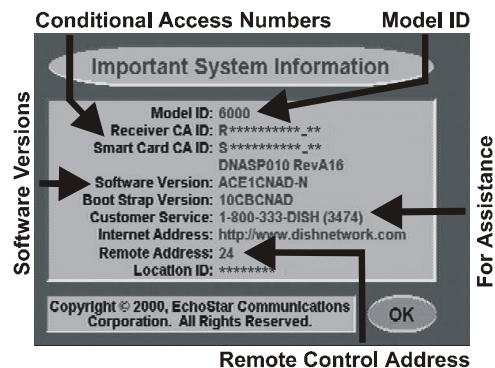 Conditional Access Numbers
Model ID
Important System Information
Model ID: 6000
Receiver CA ID: R**********_**
Smart Card CA ID: S**********_**
DNASP010 RevA16
Software Version: ACE1CNAD-N
Boot Strap Version: 10CBCNAD
Customer Service: 1-800-333-DISH (3474)
Internet Address: http://www.dishnetwork.com
Remote Address: 24
Location ID: ********
Copyright © 2000, EchoStar Communications
Corporation. All Rights Reserved.
OK
Software Versions
For Assistance
Remote Control Address